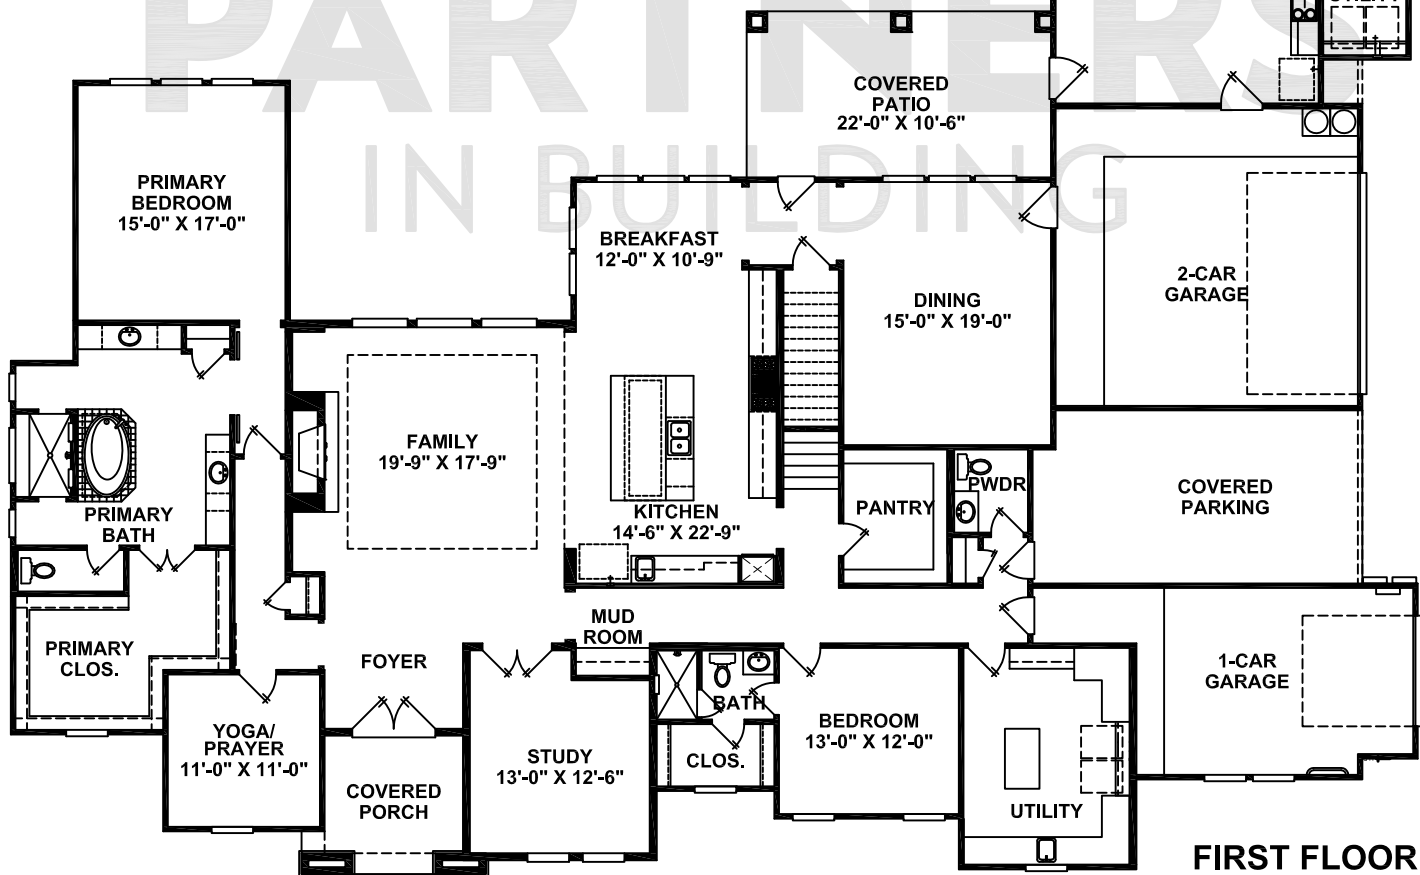 PARTNERS
IN BUILDING
UTILITY
COVERED
PATIO
22'-0" X 10'-6"
PRIMARY
BEDROOM
15'-0" X 17'-0"
BREAKFAST
12'-0" X 10'-9"
2-CAR
GARAGE
DINING
15'-0" X 19'-0"
FAMILY
19'-9" X 17'-9"
PWDR
COVERED
PARKING
PANTRY
KITCHEN
14'-6" X 22'-9"
PRIMARY
BATH
MUD
ROOM
PRIMARY
CLOS.
FOYER
1-CAR
GARAGE
BATH
BEDROOM
13'-0" X 12'-0"
YOGA/
PRAYER
11'-0" X 11'-0"
STUDY
13'-0" X 12'-6"
CLOS.
COVERED
PORCH
UTILITY
FIRST FLOOR